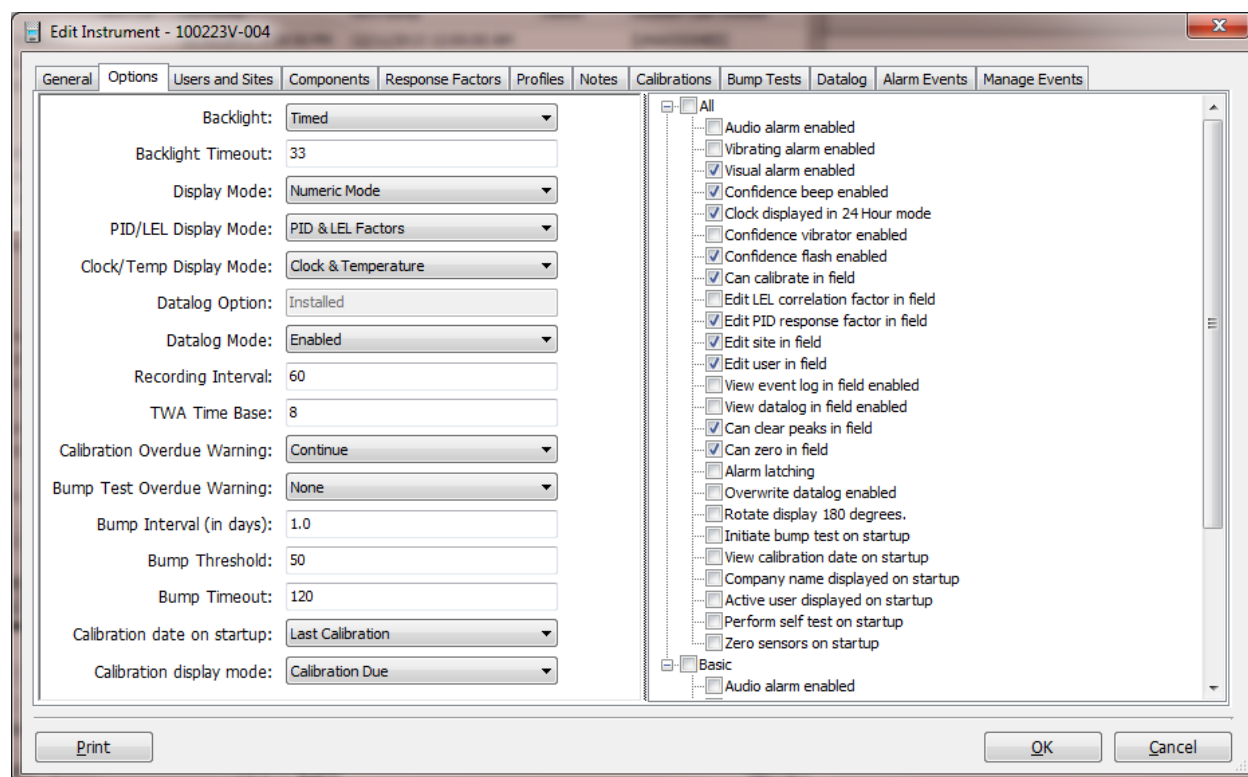 Edit Instrument - 100223V-004
General Options Users and Sites Components Response Factors Profiles Notes Calibrations Bump Tests Datalog Alarm Events Manage Events
Backlight: Timed
Backlight Timeout: 33
Display Mode: Numeric Mode
PID/LEL Display Mode: PID & LEL Factors
Clock/Temp Display Mode: Clock & Temperature
Datalog Option: Installed
Datalog Mode: Enabled
Recording Interval: 60
TWA Time Base: 8
Calibration Overdue Warning: Continue
Bump Test Overdue Warning: None
Bump Interval (in days): 1.0
Bump Threshold: 50
Bump Timeout: 120
Calibration date on startup: Last Calibration
Calibration display mode: Calibration Due
All
Audio alarm enabled
Vibrating alarm enabled
Visual alarm enabled
Confidence beep enabled
Clock displayed in 24 Hour mode
Confidence vibrator enabled
Confidence flash enabled
Can calibrate in field
Edit LEL correlation factor in field
Edit PID response factor in field
Edit site in field
Edit user in field
View event log in field enabled
View datalog in field enabled
Can clear peaks in field
Can zero in field
Alarm latching
Overwrite datalog enabled
Rotate display 180 degrees.
Initiate bump test on startup
View calibration date on startup
Company name displayed on startup
Active user displayed on startup
Perform self test on startup
Zero sensors on startup
Basic
Audio alarm enabled
Print OK Cancel